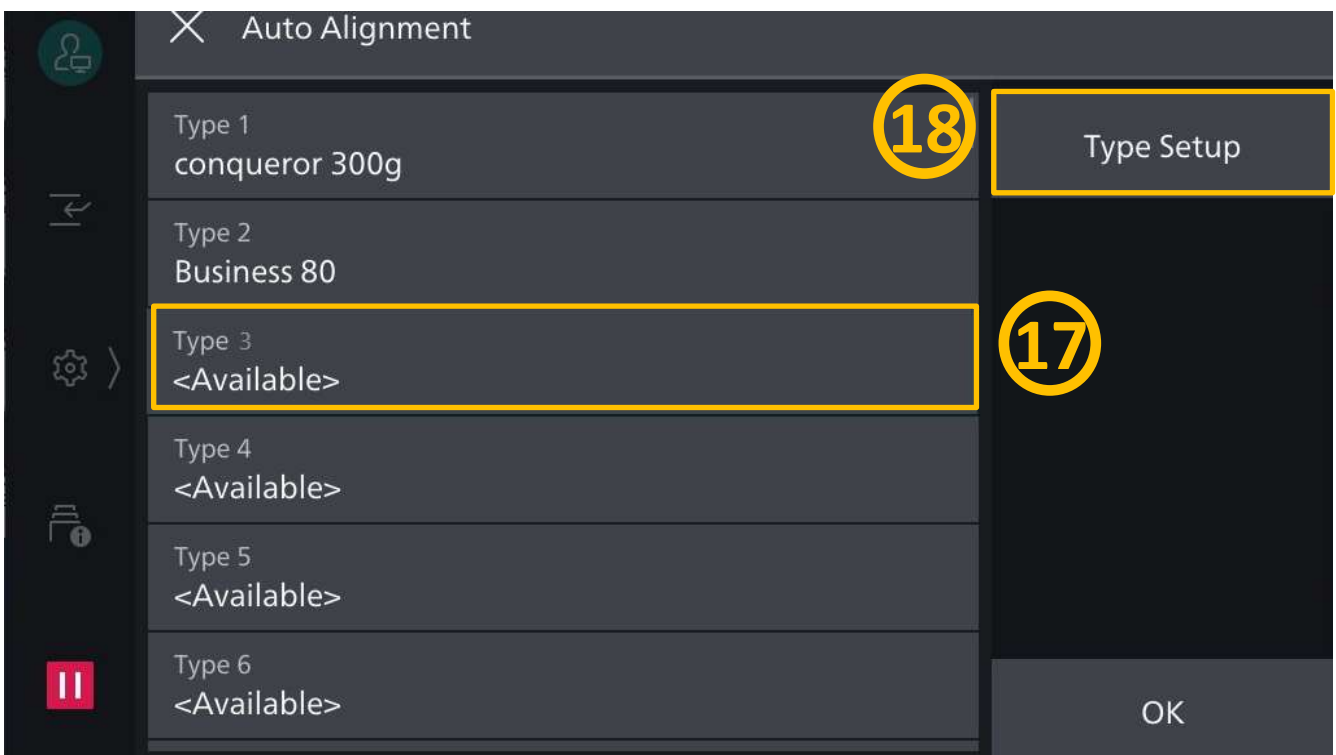 Auto Alignment
Type 1
conqueror 300g
18
Type Setup
Type 2
Business 80
Type 3
<Available>
17
Type 4
<Available>
Type 5
<Available>
Type 6
<Available>
OK